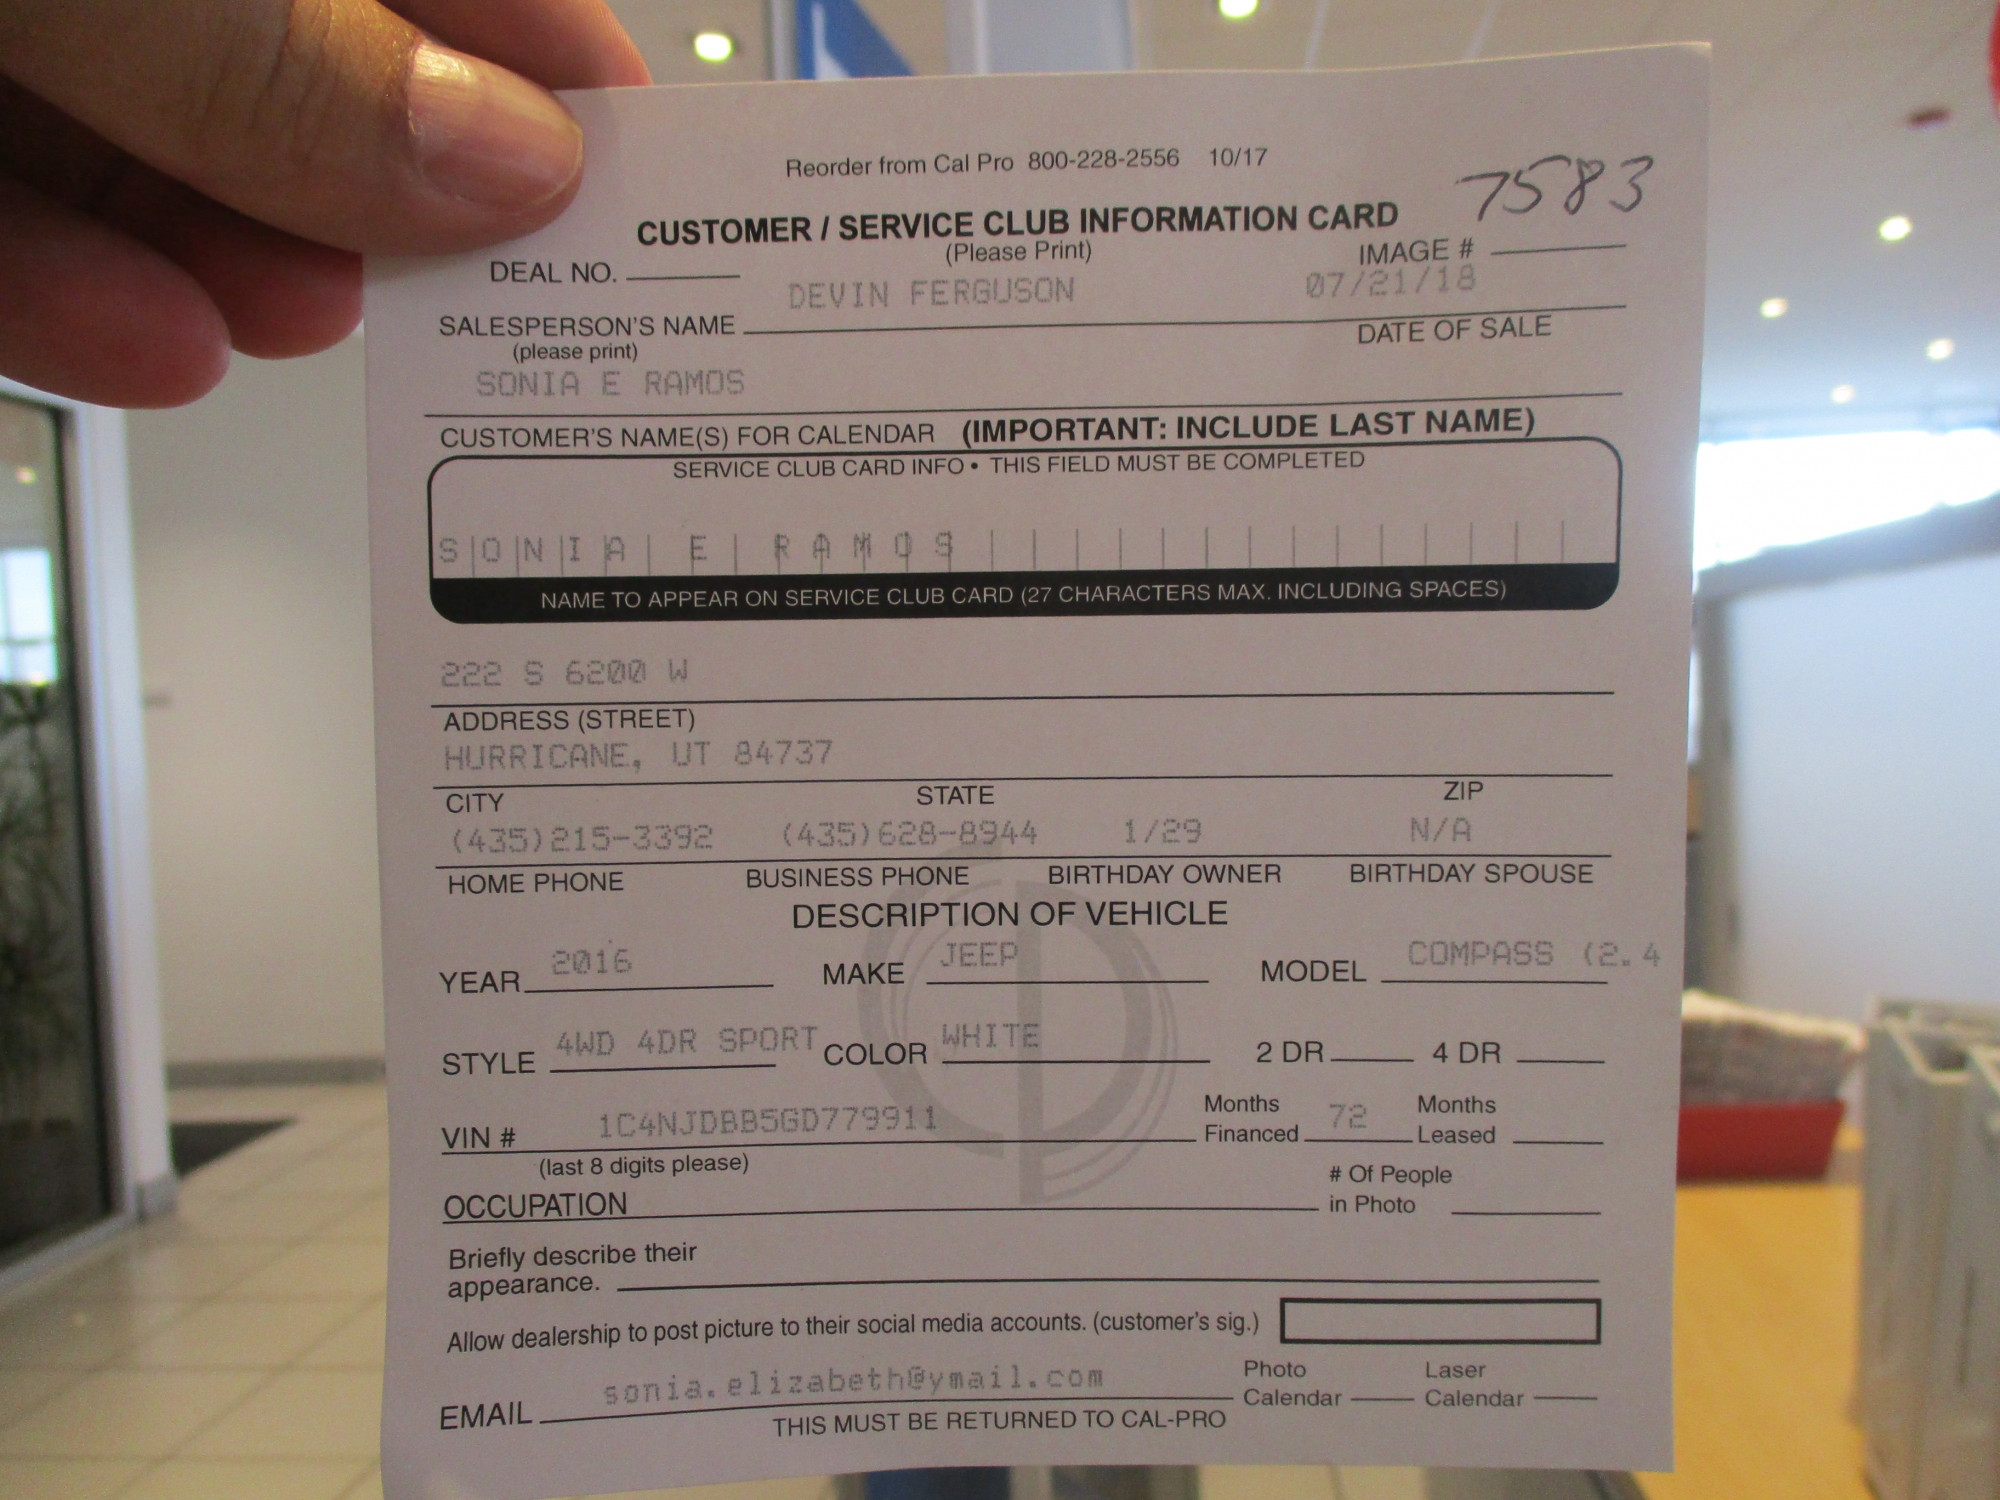 Reorder from Cal Pro 800-228-2556 10/17
7583
CUSTOMER / SERVICE CLUB INFORMATION CARD
(Please Print)
IMAGE #
DEAL NO.
DEVIN FERGUSON 07/21/18
SALESPERSON'S NAME DATE OF SALE
(please print)
SONIA E RAMOS
CUSTOMER'S NAME(S) FOR CALENDAR (IMPORTANT: INCLUDE LAST NAME)
SERVICE CLUB CARD INFO • THIS FIELD MUST BE COMPLETED
SONIA E RAMOS
NAME TO APPEAR ON SERVICE CLUB CARD (27 CHARACTERS MAX. INCLUDING SPACES)
222 S 6200 W
ADDRESS (STREET)
HURRICANE, UT 84737
CITY STATE ZIP
(435)215-3392 (435)628-8944 1/29 N/A
HOME PHONE BUSINESS PHONE BIRTHDAY OWNER BIRTHDAY SPOUSE
DESCRIPTION OF VEHICLE
YEAR 2016 MAKE JEEP MODEL COMPASS (2.4
STYLE 4WD 4DR SPORT COLOR WHITE 2 DR 4 DR
VIN # 1C4NJDBB5GD779911 Months Financed 72 Months Leased
(last 8 digits please)
OCCUPATION # Of People in Photo
Briefly describe their
appearance.
Allow dealership to post picture to their social media accounts. (customer's sig.)
EMAIL sonia.elizabeth@ymail.com Photo Calendar Laser Calendar
THIS MUST BE RETURNED TO CAL-PRO